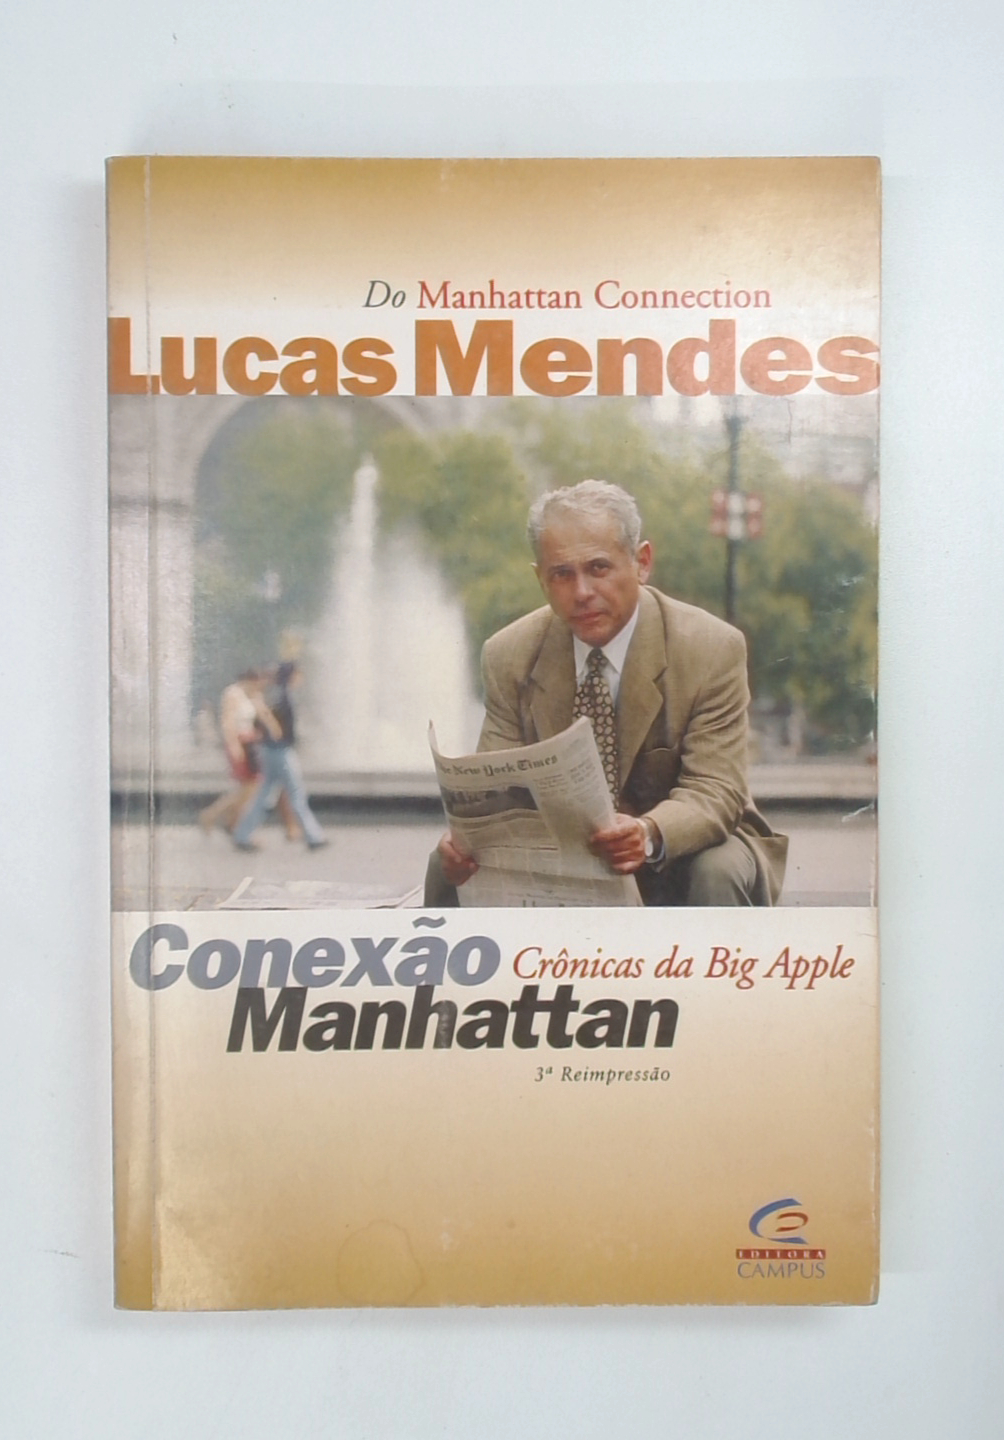 Do Manhattan Connection
Lucas Mendes
The New York Times
Conexão Crônicas da Big Apple
Manhattan
3ª Reimpressão
EDITORA
CAMPUS